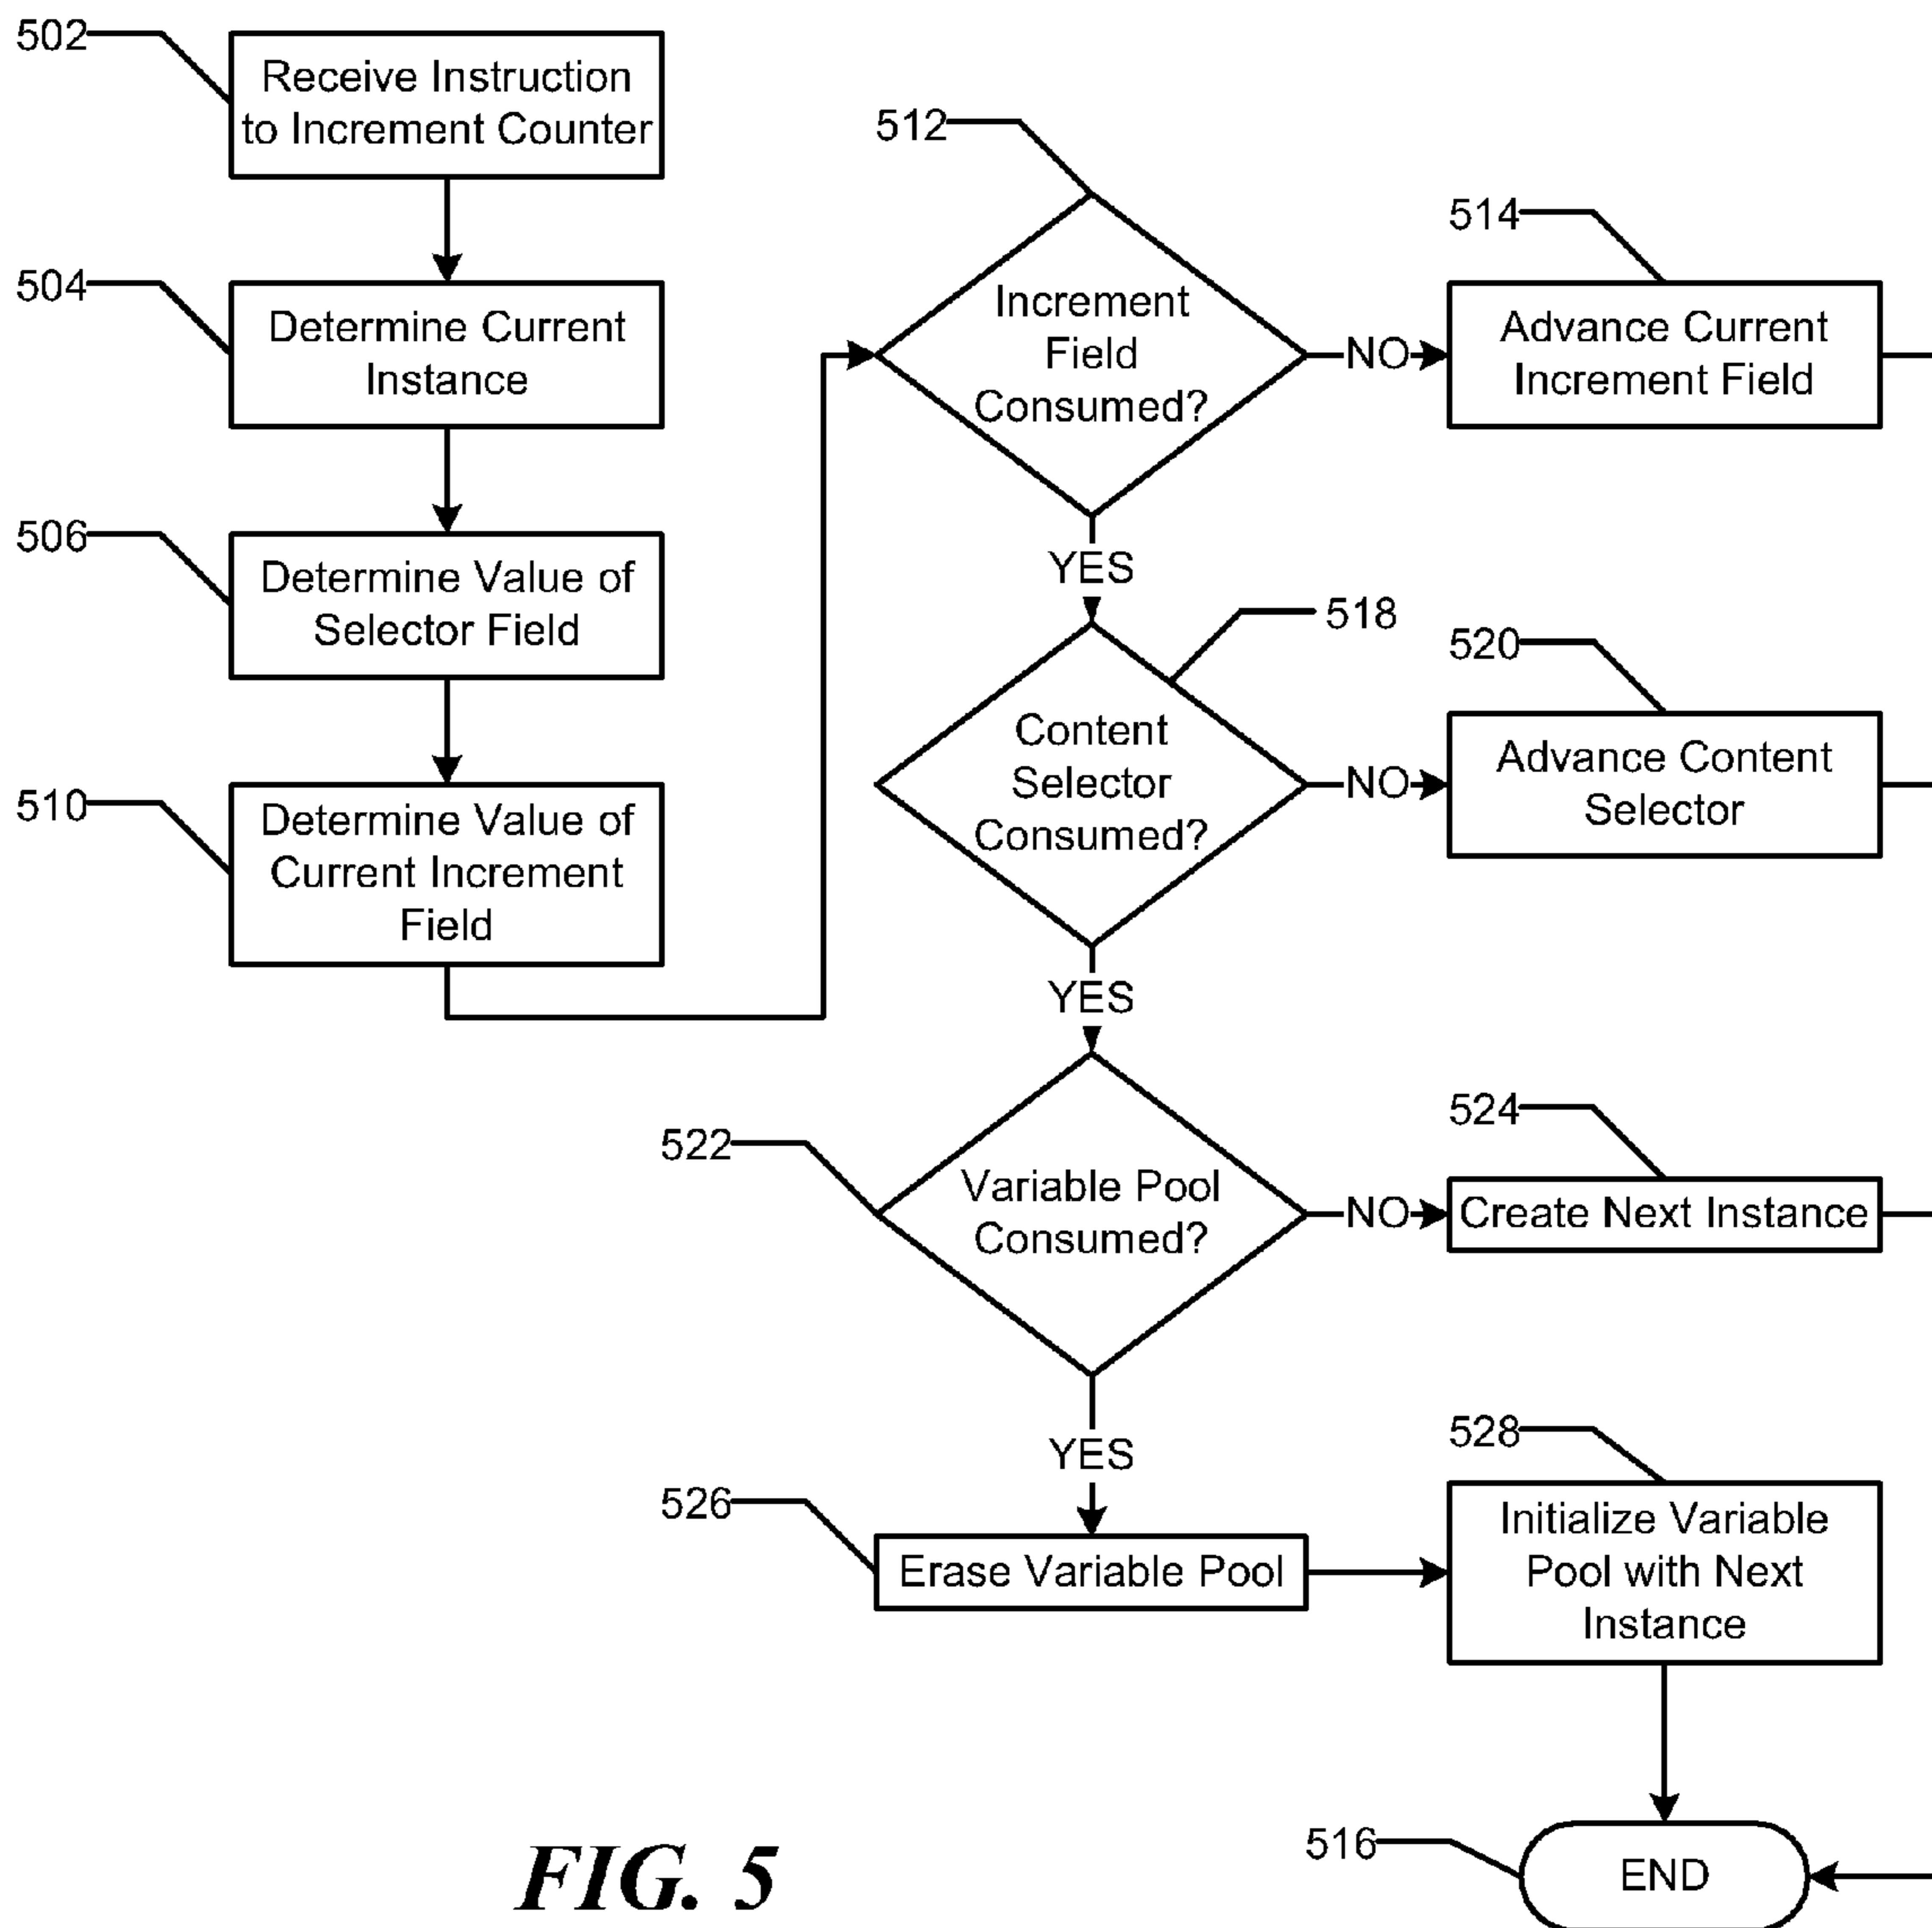 502
Receive Instruction
to Increment Counter
504
Determine Current
Instance
506
Determine Value of
Selector Field
510
Determine Value of
Current Increment
Field
512
Increment
Field
Consumed?
NO
514
Advance Current
Increment Field
YES
518
Content
Selector
Consumed?
NO
520
Advance Content
Selector
YES
522
Variable Pool
Consumed?
NO
524
Create Next Instance
YES
526
Erase Variable Pool
528
Initialize Variable
Pool with Next
Instance
516
END
FIG. 5